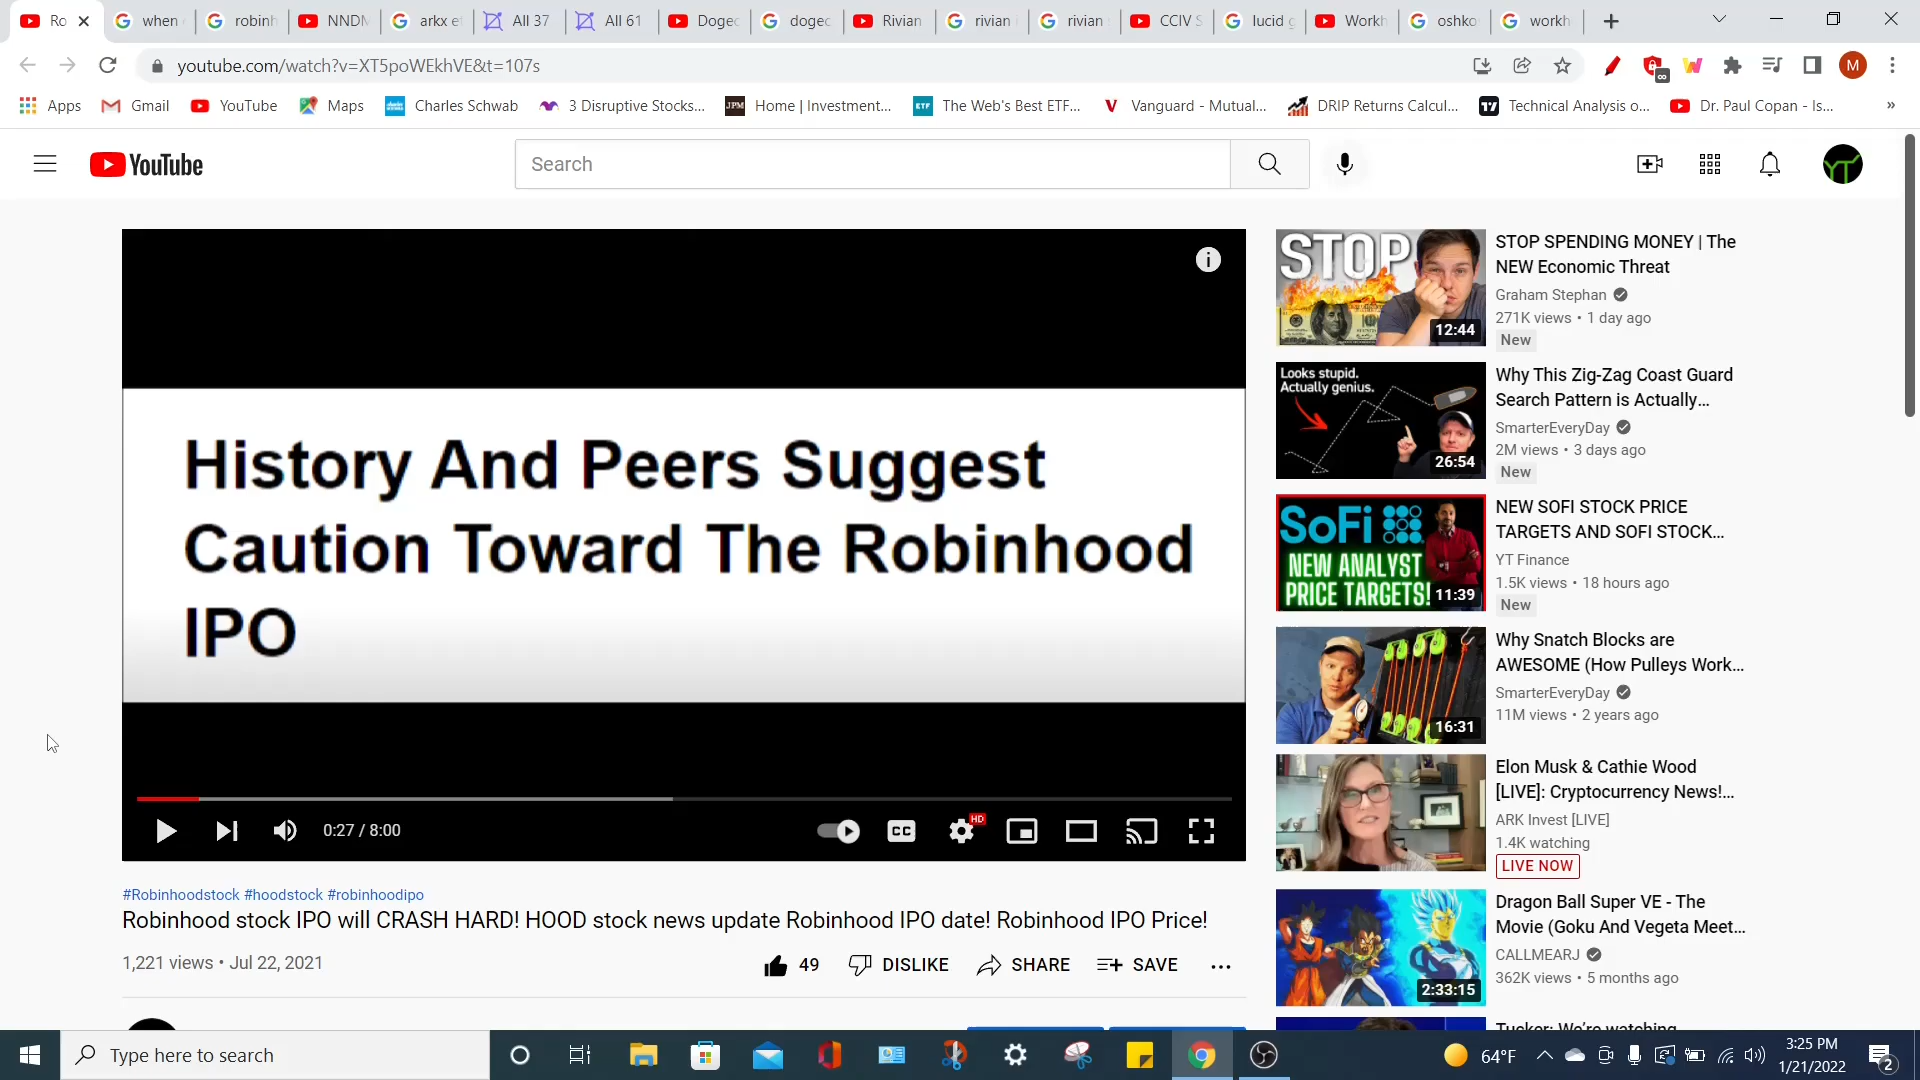 Ro
when
robinh
NNDM
arkx e
All 37
All 61
Dogec
dogec
Rivian
rivian
rivian
CCIV S
lucid g
Workh
oshko
workh
youtube.com/watch?v=XT5poWEkhVE&t=107s
M
Apps
Gmail
YouTube
Maps
Charles Schwab
3 Disruptive Stocks...
Home | Investment...
The Web's Best ETF...
Vanguard - Mutual...
DRIP Returns Calcul...
Technical Analysis o...
Dr. Paul Copan - Is...
YouTube
Search
YT
History And Peers Suggest
Caution Toward The Robinhood
IPO
0:27 / 8:00
CC
HD
#Robinhoodstock #hoodstock #robinhoodipo
Robinhood stock IPO will CRASH HARD! HOOD stock news update Robinhood IPO date! Robinhood IPO Price!
1,221 views • Jul 22, 2021
49
DISLIKE
SHARE
SAVE
STOP
12:44
STOP SPENDING MONEY | The
NEW Economic Threat
Graham Stephan
271K views • 1 day ago
New
Looks stupid.
Actually genius.
26:54
Why This Zig-Zag Coast Guard
Search Pattern is Actually...
SmarterEveryDay
2M views • 3 days ago
New
SoFi
NEW ANALYST
PRICE TARGETS!
11:39
NEW SOFI STOCK PRICE
TARGETS AND SOFI STOCK...
YT Finance
1.5K views • 18 hours ago
New
16:31
Why Snatch Blocks are
AWESOME (How Pulleys Work...
SmarterEveryDay
11M views • 2 years ago
Elon Musk & Cathie Wood
[LIVE]: Cryptocurrency News!...
ARK Invest [LIVE]
1.4K watching
LIVE NOW
2:33:15
Dragon Ball Super VE - The
Movie (Goku And Vegeta Meet...
CALLMEARJ
362K views • 5 months ago
Tucker: We're watching
Type here to search
64°F
3:25 PM
1/21/2022
2